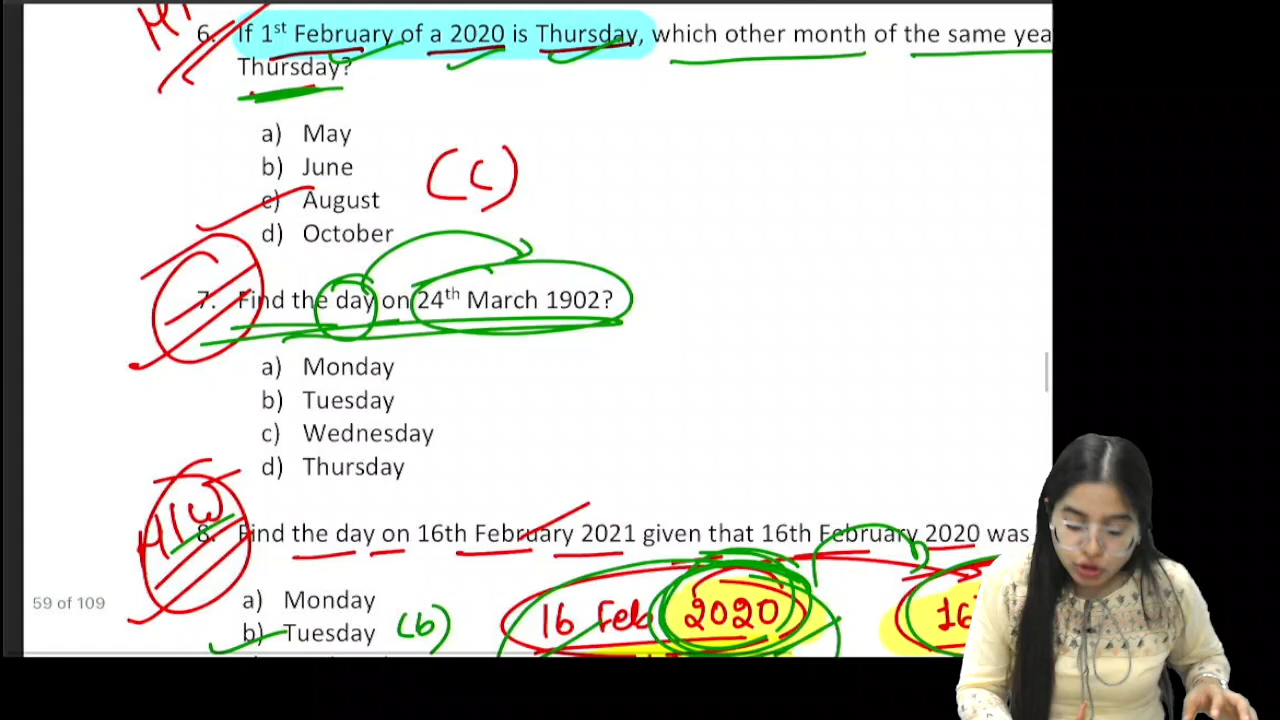 6. If 1st February of a 2020 is Thursday, which other month of the same yea
Thursday?
a) May
b) June
c) August
(c)
d) October
7. Find the day on 24th March 1902?
a) Monday
b) Tuesday
c) Wednesday
d) Thursday
H/W
8. Find the day on 16th February 2021 given that 16th February 2020 was
a) Monday
16 Feb 2020
16
b) Tuesday (b)
59 of 109